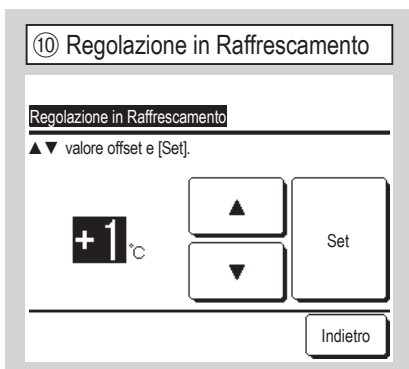 ⑩ Regolazione in Raffrescamento
Regolazione in Raffrescamento
▲▼ valore offset e [Set].
▲
+1°C
Set
▼
Indietro